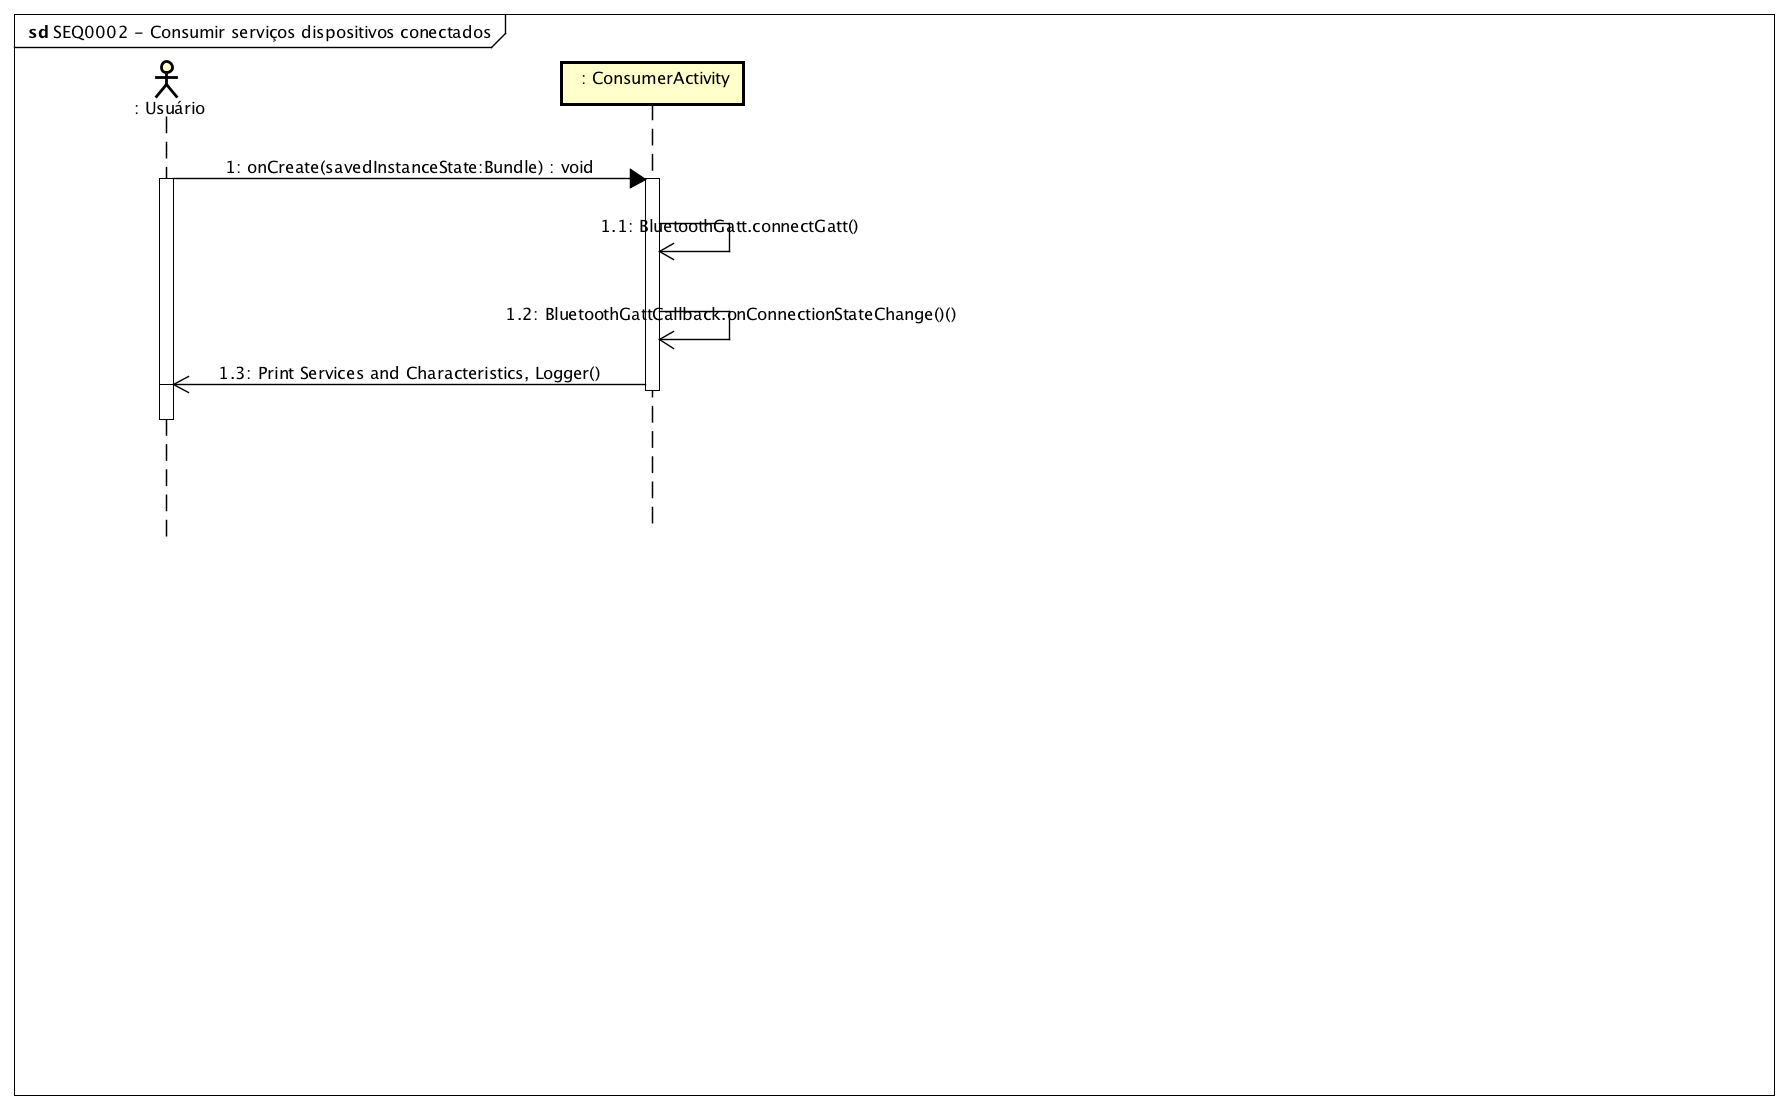 sd SEQ0002 - Consumir serviços dispositivos conectados
: Usuário
: ConsumerActivity
1: onCreate(savedInstanceState:Bundle) : void
1.1: BluetoothGatt.connectGatt()
1.2: BluetoothGattCallback.onConnectionStateChange()()
1.3: Print Services and Characteristics, Logger()